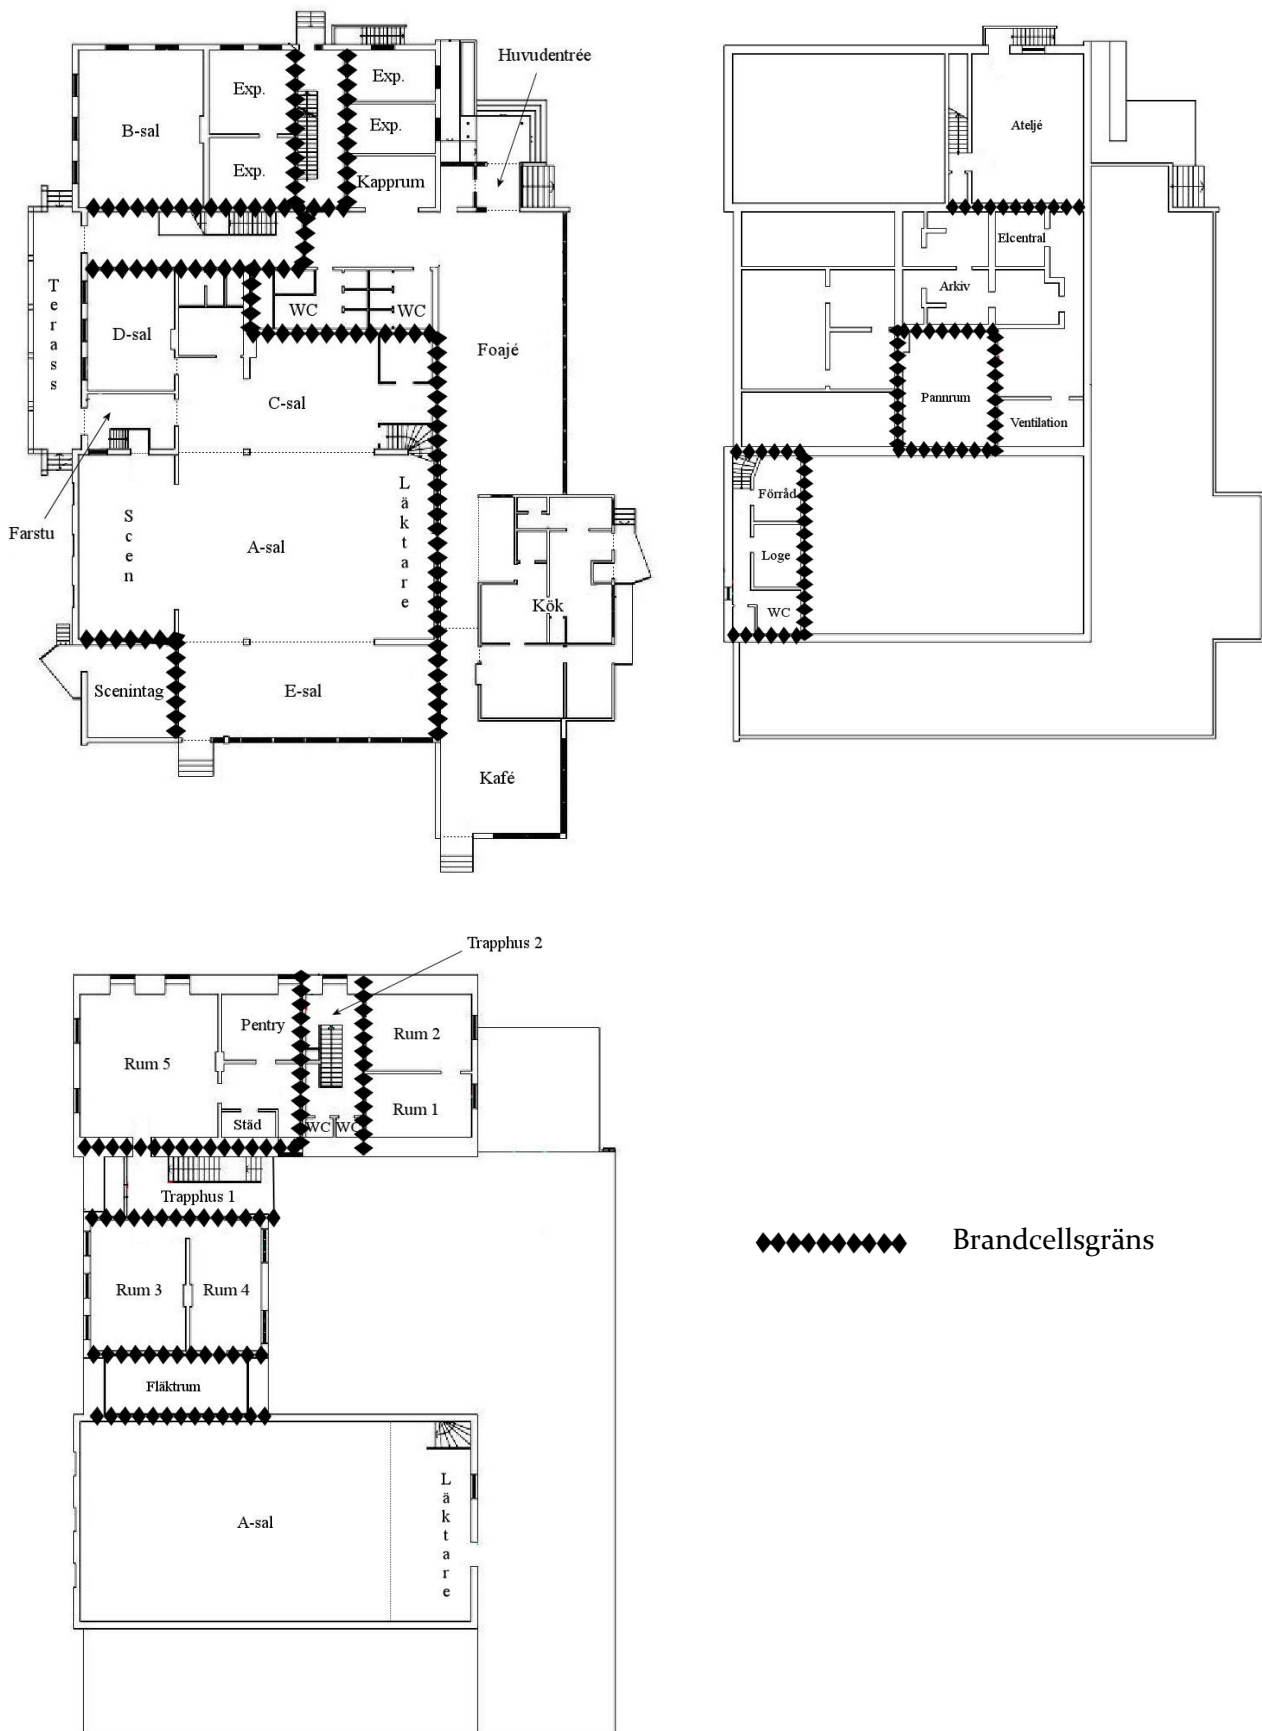 Huvudentrée
Exp.
Exp.
B-sal
Exp.
Exp.
Kapprum
Terass
D-sal
WC
WC
Foajé
C-sal
Farstu
Scen
A-sal
Läktare
Kök
Scenintag
E-sal
Kafé
Ateljé
Elcentral
Arkiv
Pannrum
Ventilation
Förråd
Loge
WC
Trapphus 2
Pentry
Rum 2
Rum 5
Rum 1
Städ
WC
WC
Trapphus 1
Rum 3
Rum 4
Fläktrum
A-sal
Läktare
Brandcellsgräns